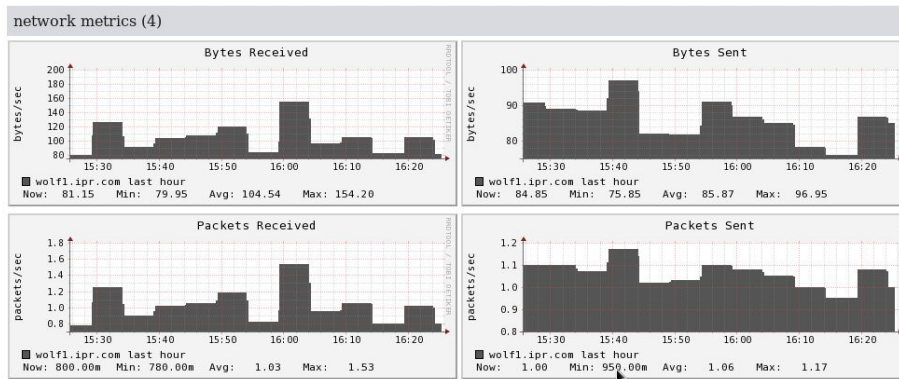 network metrics (4)
Bytes Received
200
180
160
140
120
100
80
bytes/sec
15:30 15:40 15:50 16:00 16:10 16:20
wolf1.ipr.com last hour
Now: 81.15 Min: 79.95 Avg: 104.54 Max: 154.20
RRDTOOL / TOBI OETIKER
Bytes Sent
100
90
80
bytes/sec
15:30 15:40 15:50 16:00 16:10 16:20
wolf1.ipr.com last hour
Now: 84.85 Min: 75.85 Avg: 85.87 Max: 96.95
Packets Received
1.8
1.6
1.4
1.2
1.0
0.8
packets/sec
15:30 15:40 15:50 16:00 16:10 16:20
wolf1.ipr.com last hour
Now: 800.00m Min: 780.00m Avg: 1.03 Max: 1.53
RRDTOOL / TOBI OETIKER
Packets Sent
1.2
1.1
1.0
0.9
0.8
packets/sec
15:30 15:40 15:50 16:00 16:10 16:20
wolf1.ipr.com last hour
Now: 1.00 Min: 950.00m Avg: 1.06 Max: 1.17